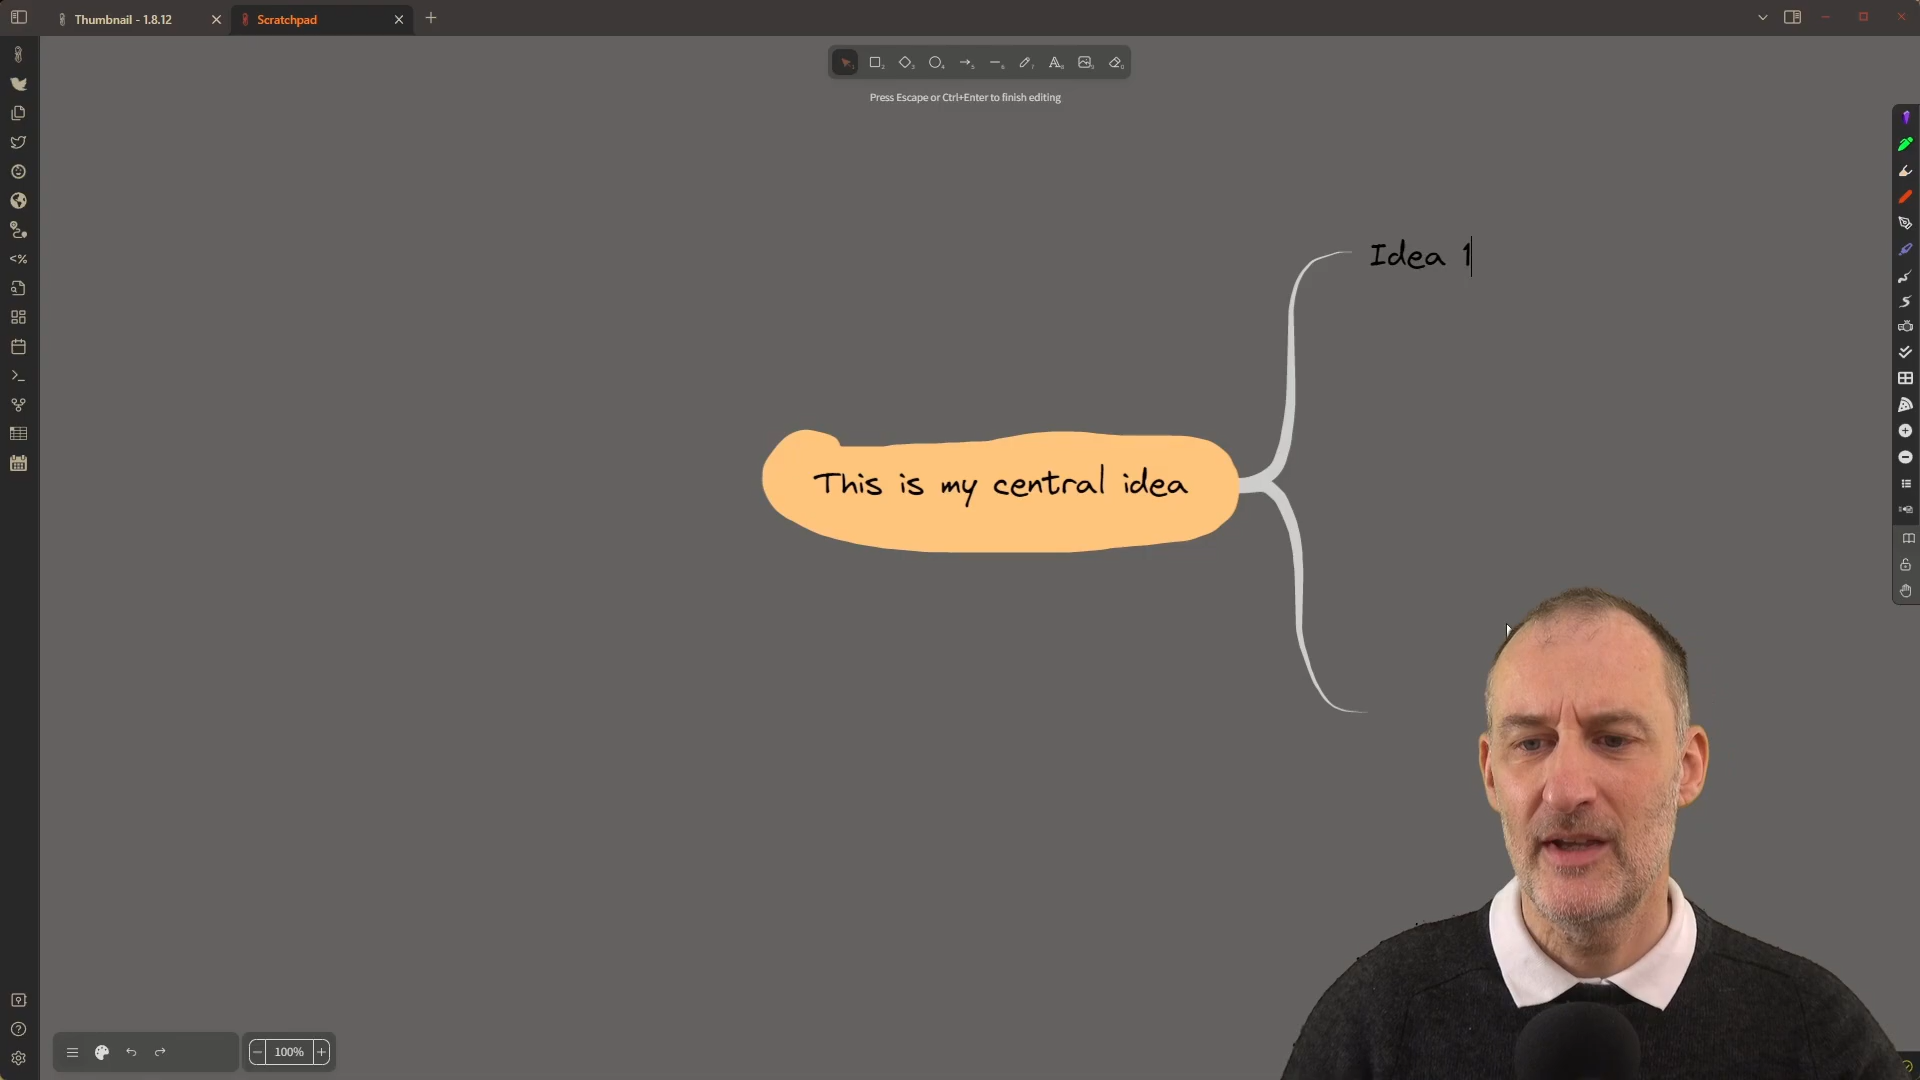 Thumbnail - 1.8.12
Scratchpad
Press Escape or Ctrl+Enter to finish editing
Idea 1
This is my central idea
100%